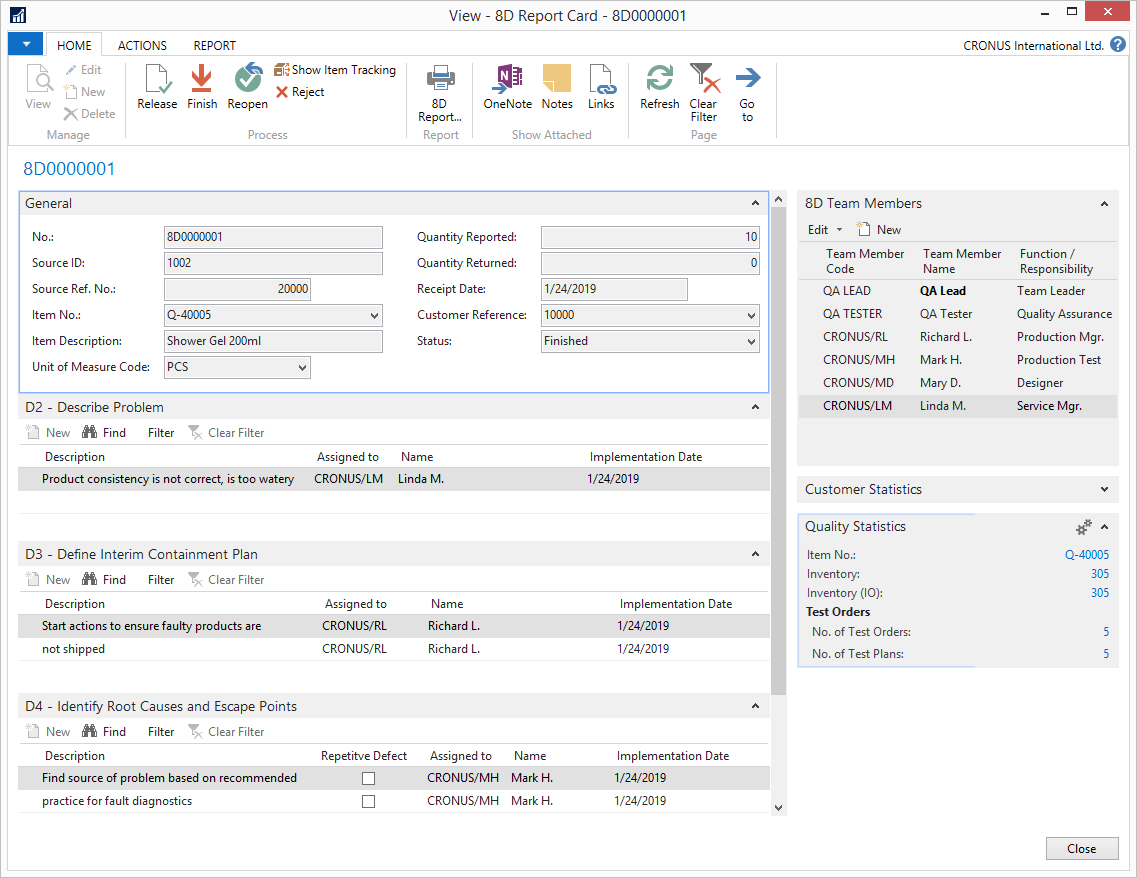 View - 8D Report Card - 8D0000001
HOME ACTIONS REPORT CRONUS International Ltd. ?
View
Edit
New
Delete
Manage
Release
Finish
Reopen
Show Item Tracking
Reject
Process
8D
Report...
Report
OneNote
Notes
Links
Show Attached
Refresh
Clear
Filter
Go
to
Page
8D0000001
General
No.: 8D0000001
Source ID: 1002
Source Ref. No.: 20000
Item No.: Q-40005
Item Description: Shower Gel 200ml
Unit of Measure Code: PCS
Quantity Reported: 10
Quantity Returned: 0
Receipt Date: 1/24/2019
Customer Reference: 10000
Status: Finished
D2 - Describe Problem
New Find Filter Clear Filter
Description Assigned to Name Implementation Date
Product consistency is not correct, is too watery CRONUS/LM Linda M. 1/24/2019
D3 - Define Interim Containment Plan
New Find Filter Clear Filter
Description Assigned to Name Implementation Date
Start actions to ensure faulty products are CRONUS/RL Richard L. 1/24/2019
not shipped CRONUS/RL Richard L. 1/24/2019
D4 - Identify Root Causes and Escape Points
New Find Filter Clear Filter
Description Repetitve Defect Assigned to Name Implementation Date
Find source of problem based on recommended CRONUS/MH Mark H. 1/24/2019
practice for fault diagnostics CRONUS/MH Mark H. 1/24/2019
8D Team Members
Edit New
Team Member Code Team Member Name Function / Responsibility
QA LEAD QA Lead Team Leader
QA TESTER QA Tester Quality Assurance
CRONUS/RL Richard L. Production Mgr.
CRONUS/MH Mark H. Production Test
CRONUS/MD Mary D. Designer
CRONUS/LM Linda M. Service Mgr.
Customer Statistics
Quality Statistics
Item No.: Q-40005
Inventory: 305
Inventory (IO): 305
Test Orders
No. of Test Orders: 5
No. of Test Plans: 5
Close